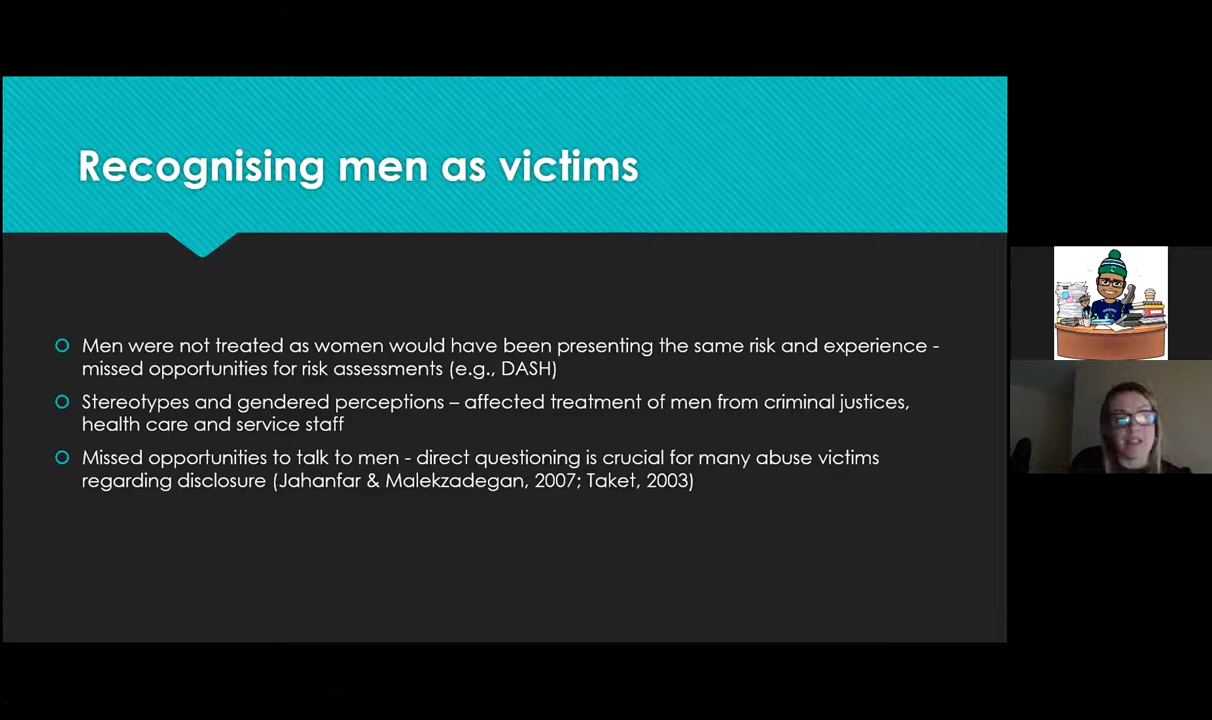 Recognising men as victims
Men were not treated as women would have been presenting the same risk and experience -
missed opportunities for risk assessments (e.g., DASH)
Stereotypes and gendered perceptions – affected treatment of men from criminal justices,
health care and service staff
Missed opportunities to talk to men - direct questioning is crucial for many abuse victims
regarding disclosure (Jahanfar & Malekzadegan, 2007; Taket, 2003)